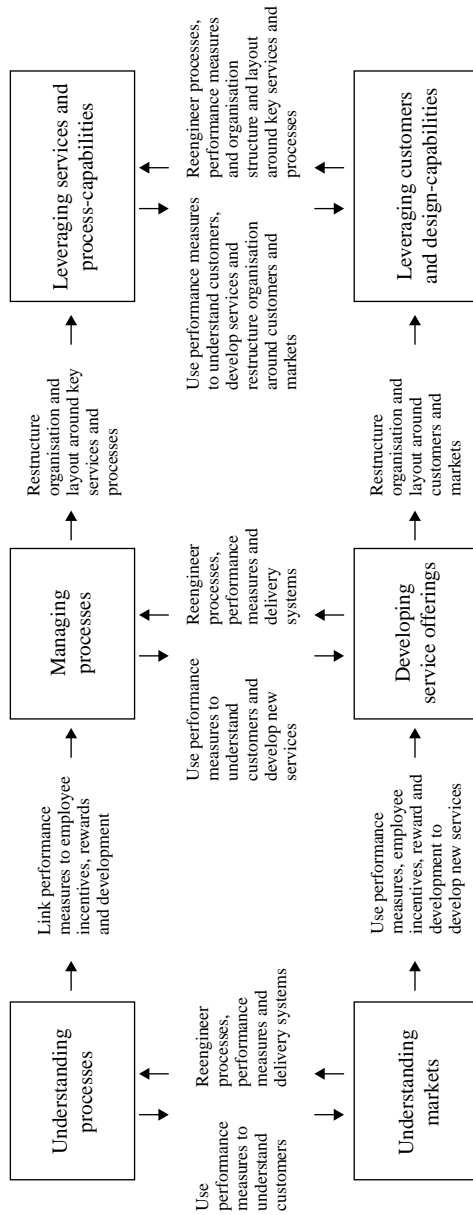 Understanding
processes
Link performance
measures to employee
incentives, rewards
and development
Managing
processes
Restructure
organisation and
layout around key
services and
processes
Leveraging services and
process-capabilities
Use
performance
measures to
understand
customers
Reengineer
processes,
performance
measures and
delivery systems
Use performance
measures to
understand
customers and
develop new
services
Reengineer
processes,
performance
measures and
delivery
systems
Use performance measures
to understand customers,
develop services and
restructure organisation
around customers and
markets
Reengineer processes,
performance measures
and organisation
structure and layout
around key services and
processes
Understanding
markets
Use performance
measures, employee
incentives, reward and
development to
develop new services
Developing
service offerings
Restructure
organisation and
layout around
customers and
markets
Leveraging customers
and design-capabilities